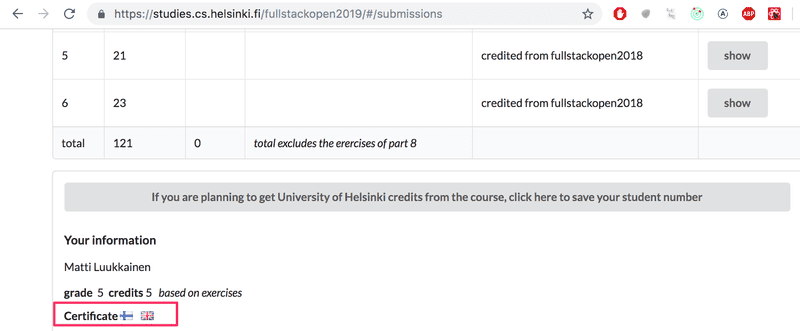 https://studies.cs.helsinki.fi/fullstackopen2019/#/submissions
ABP
5 21 credited from fullstackopen2018 show
6 23 credited from fullstackopen2018 show
total 121 0 total excludes the erercises of part 8
If you are planning to get University of Helsinki credits from the course, click here to save your student number
Your information
Matti Luukkainen
grade 5 credits 5 based on exercises
Certificate